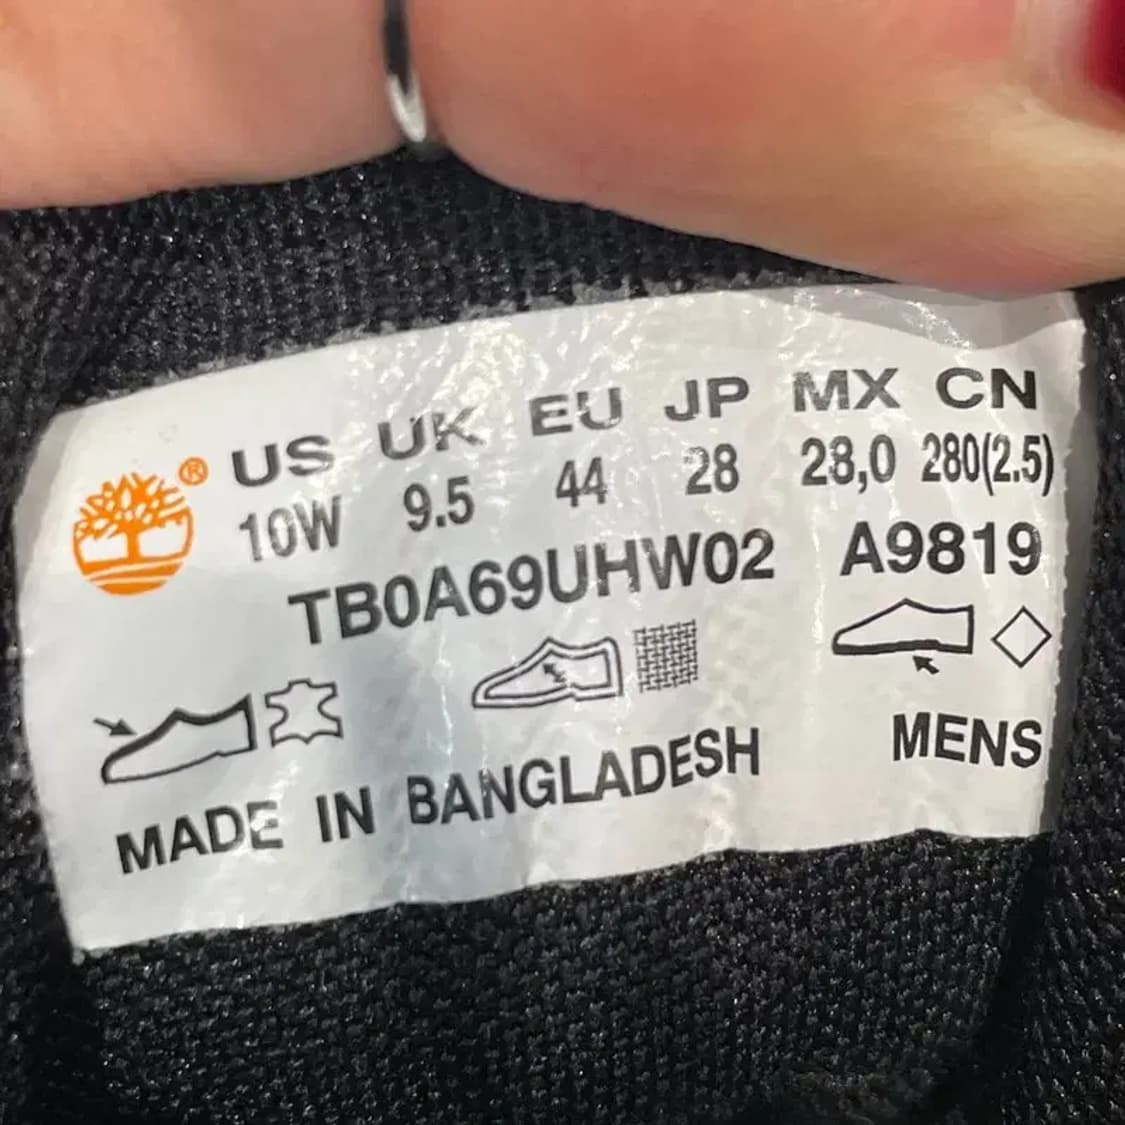 US UK EU JP MX CN
10W 9.5 44 28 28,0 280(2.5)
TB0A69UHW02 A9819
MENS
MADE IN BANGLADESH
®